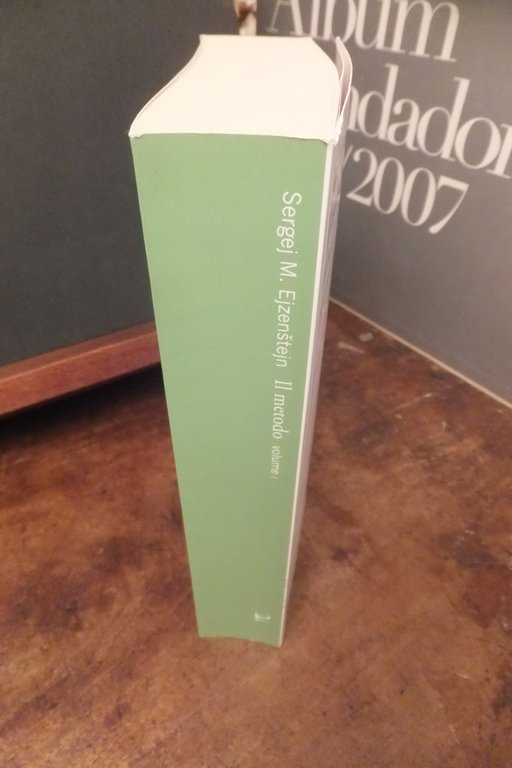 Album
ndador
/2007
Sergej M. Ejzenštejn Il metodo volume I